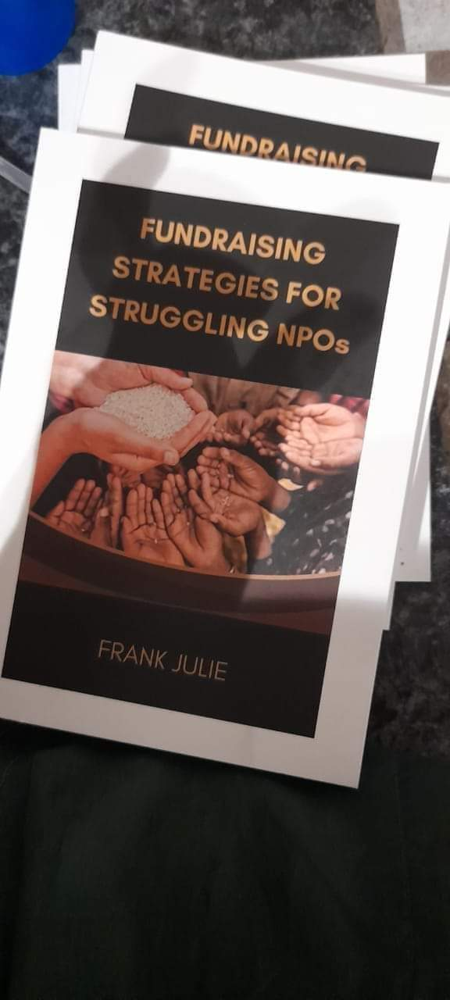 FUNDRAISING
FUNDRAISING
STRATEGIES FOR
STRUGGLING NPOs
FRANK JULIE